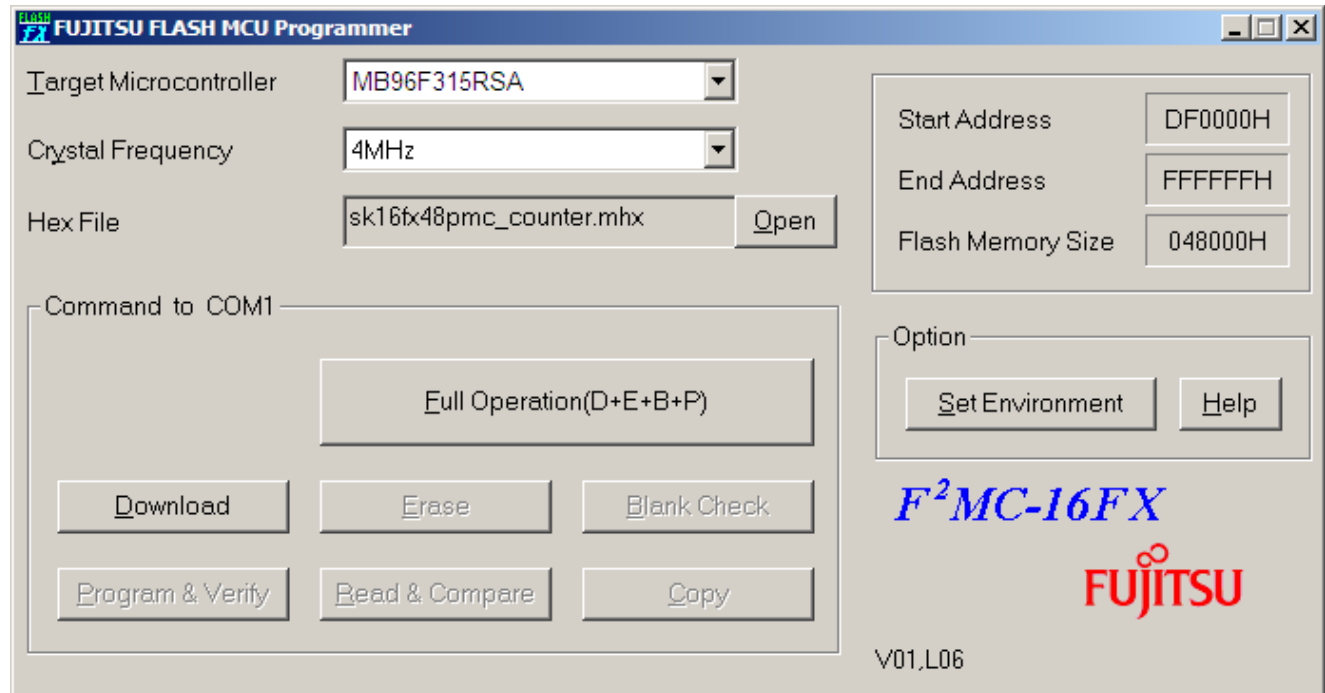 FLASH
FX
FUJITSU FLASH MCU Programmer
Target Microcontroller
MB96F315RSA
Crystal Frequency
4MHz
Hex File
sk16fx48pmc_counter.mhx
Open
Start Address
DF0000H
End Address
FFFFFFH
Flash Memory Size
048000H
Command to COM1
Full Operation(D+E+B+P)
Download
Erase
Blank Check
Program & Verify
Read & Compare
Copy
Option
Set Environment
Help
F²MC-16FX
FUJITSU
V01,L06